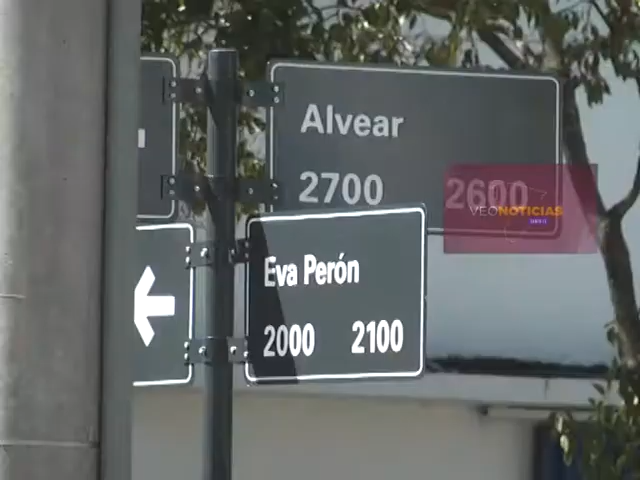 Alvear
2700 2600
VEONOTICIAS
Eva Perón
2000 2100